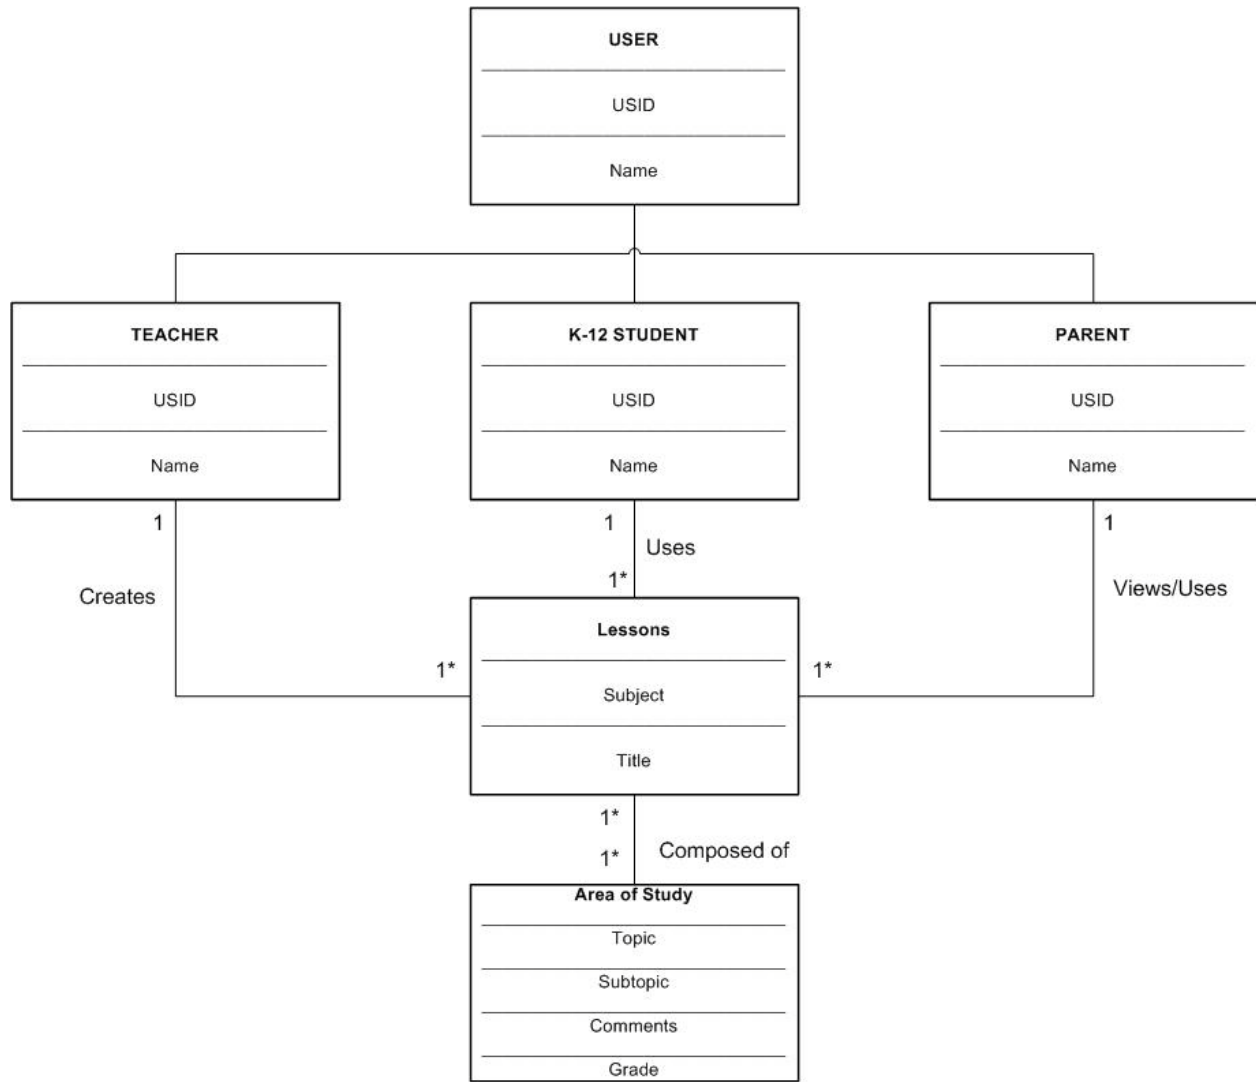 USER
USID
Name
TEACHER
USID
Name
K-12 STUDENT
USID
Name
PARENT
USID
Name
1
1
1
Creates
Uses
Views/Uses
1*
1*
1*
Lessons
Subject
Title
1*
1*
Composed of
Area of Study
Topic
Subtopic
Comments
Grade